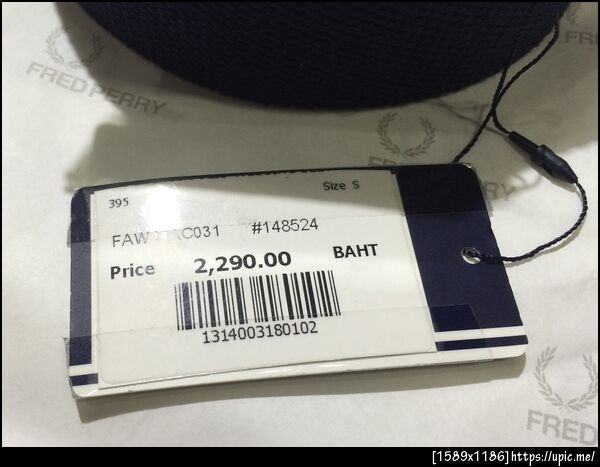 FRED PERRY
395
Size S
#148524
Price 2,290.00 BAHT
1314003180102
FRED
[1589x1186]https://upic.me/